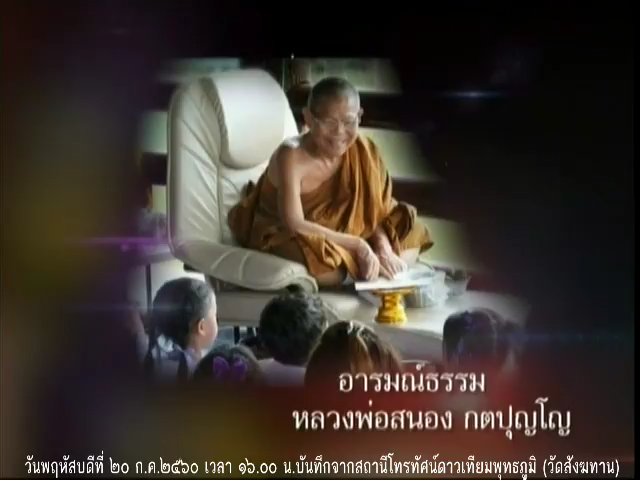 อารมณ์ธรรม
หลวงพ่อสนอง กตปุญฺโญ
วันพฤหัสบดีที่ ๒๐ ก.ค.๒๕๖๐ เวลา ๑๖.๐๐ น.บันทึกจากสถานีโทรทัศน์ดาวเทียมพุทธภูมิ (วัดสังฆทาน)